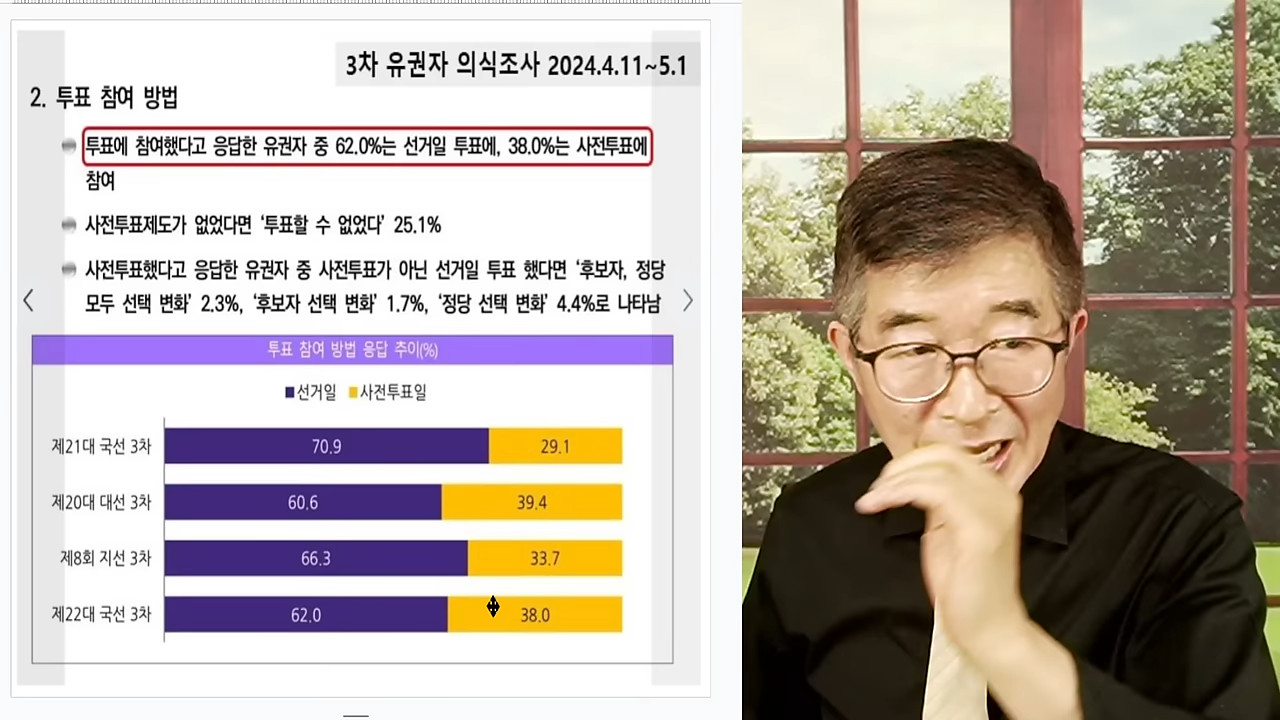 3차 유권자 의식조사 2024.4.11~5.1
2. 투표 참여 방법
투표에 참여했다고 응답한 유권자 중 62.0%는 선거일 투표에, 38.0%는 사전투표에
참여
사전투표제도가 없었다면 ‘투표할 수 없었다’ 25.1%
사전투표했다고 응답한 유권자 중 사전투표가 아닌 선거일 투표 했다면 ‘후보자, 정당
모두 선택 변화’ 2.3%, ‘후보자 선택 변화’ 1.7%, ‘정당 선택 변화’ 4.4%로 나타남
투표 참여 방법 응답 추이(%)
선거일 사전투표일
제21대 국선 3차 70.9 29.1
제20대 대선 3차 60.6 39.4
제8회 지선 3차 66.3 33.7
제22대 국선 3차 62.0 38.0